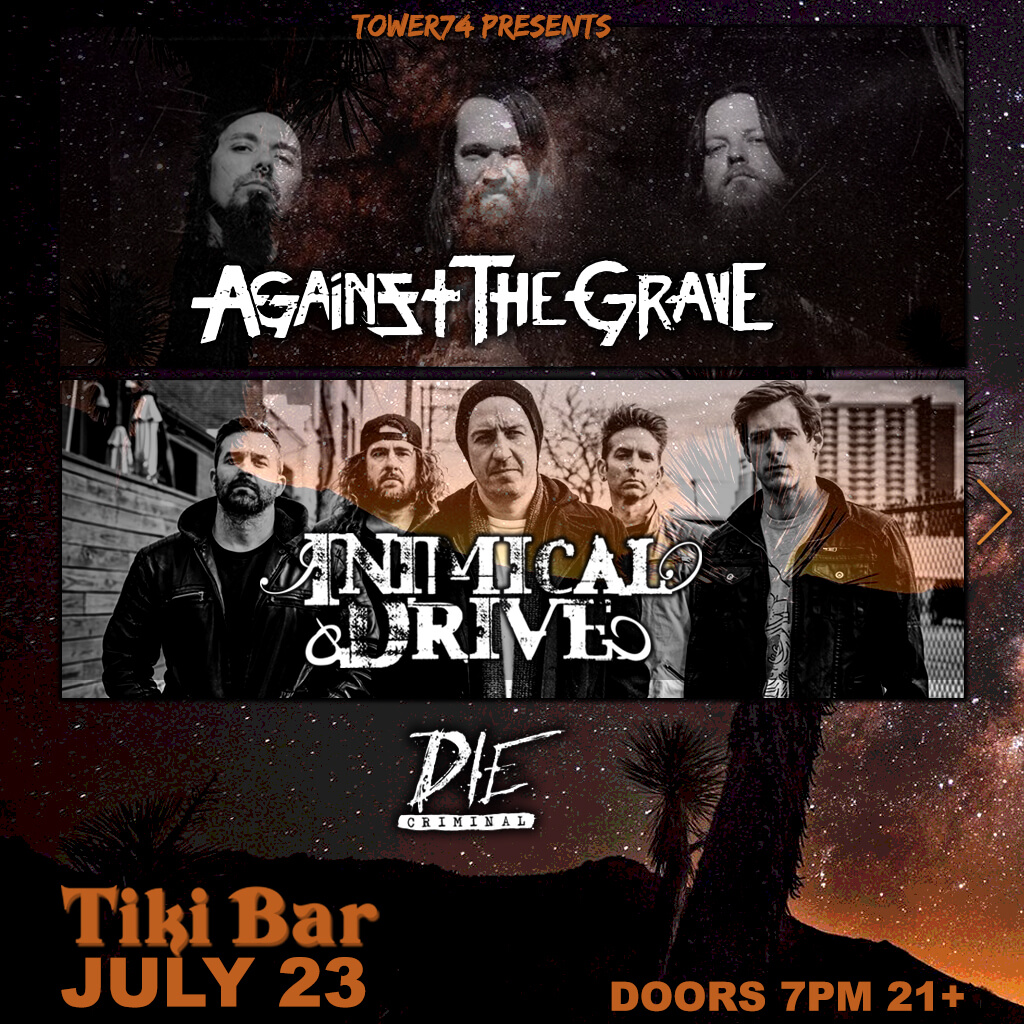 TOWER74 PRESENTS
AGAINST THE GRAVE
INIMICAL
DRIVE
DIE
CRIMINAL
Tiki Bar
JULY 23
DOORS 7PM 21+